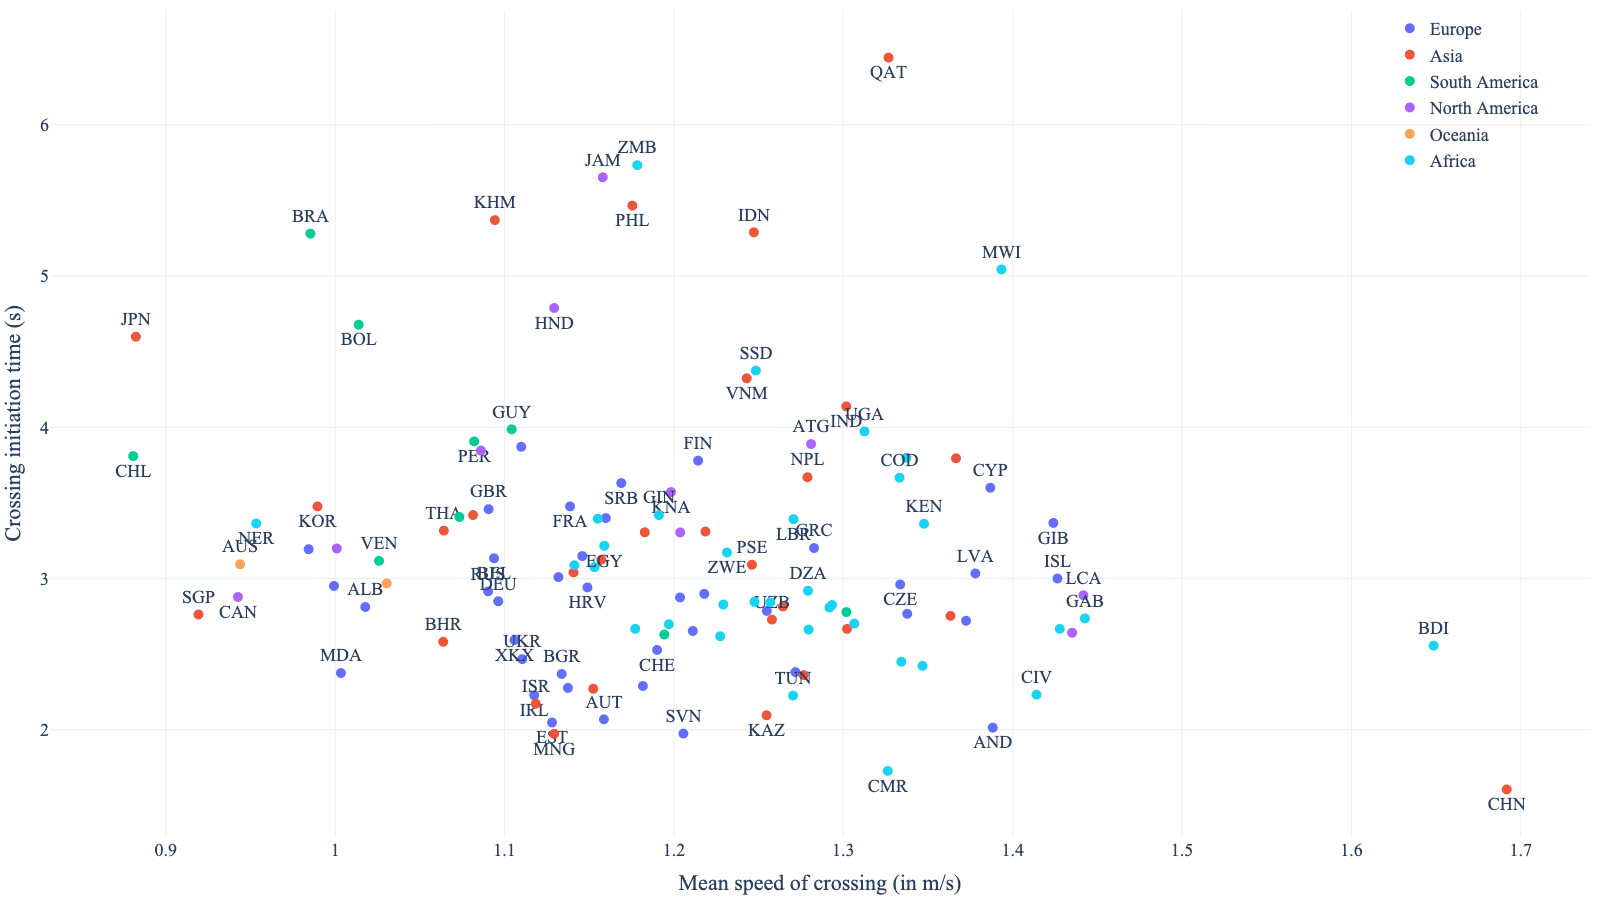 Europe
Asia
South America
North America
Oceania
Africa
QAT
6
ZMB
JAM
KHM
PHL
BRA
IDN
MWI
5
JPN
HND
BOL
SSD
VNM
GUY
UGA
IND
ATG
4
FIN
PER
NPL
COD
CYP
CHL
GBR
SRB
GIN
KNA
KEN
THA
FRA
KOR
LBR
GRC
NER
GIB
AUS
VEN
PSE
LVA
EGY
ISL
ZWE
RUS
BEL
DZA
LCA
3
DEU
ALB
SGP
CAN
HRV
UZB
CZE
GAB
BHR
BDI
UKR
MDA
XKX
BGR
CHE
TUN
CIV
ISR
AUT
IRL
SVN
2
EST
MNG
KAZ
AND
CMR
CHN
0.9
1
1.1
1.2
1.3
1.4
1.5
1.6
1.7
Mean speed of crossing (in m/s)
Crossing initiation time (s)